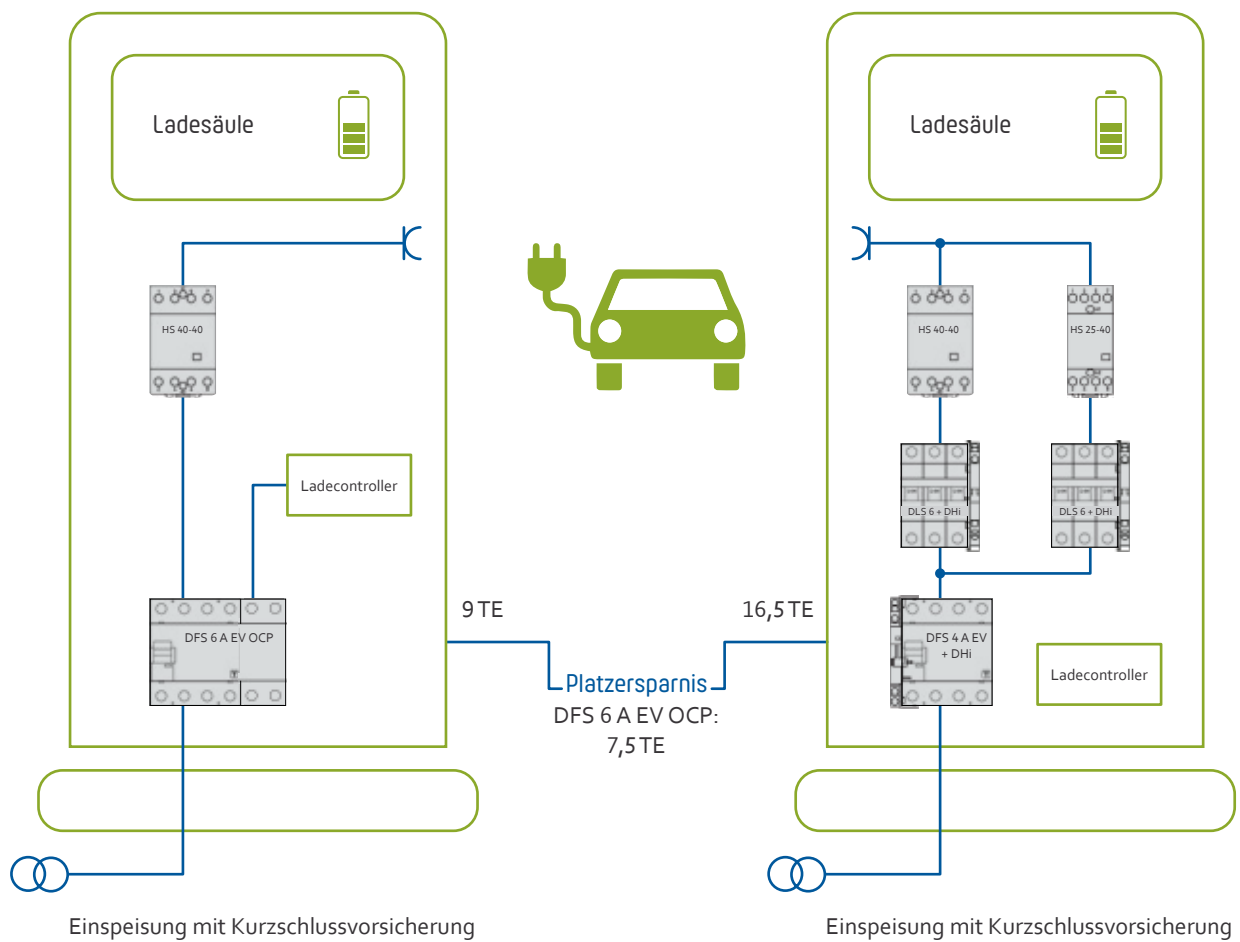 Ladesäule
HS 40-40
Ladecontroller
DFS 6 A EV OCP
9 TE
Platzersparnis
DFS 6 A EV OCP:
7,5 TE
16,5 TE
Ladesäule
HS 40-40
HS 25-40
DLS 6 + DHi
DLS 6 + DHi
DFS 4 A EV
+ DHi
Ladecontroller
Einspeisung mit Kurzschlussvorsicherung
Einspeisung mit Kurzschlussvorsicherung